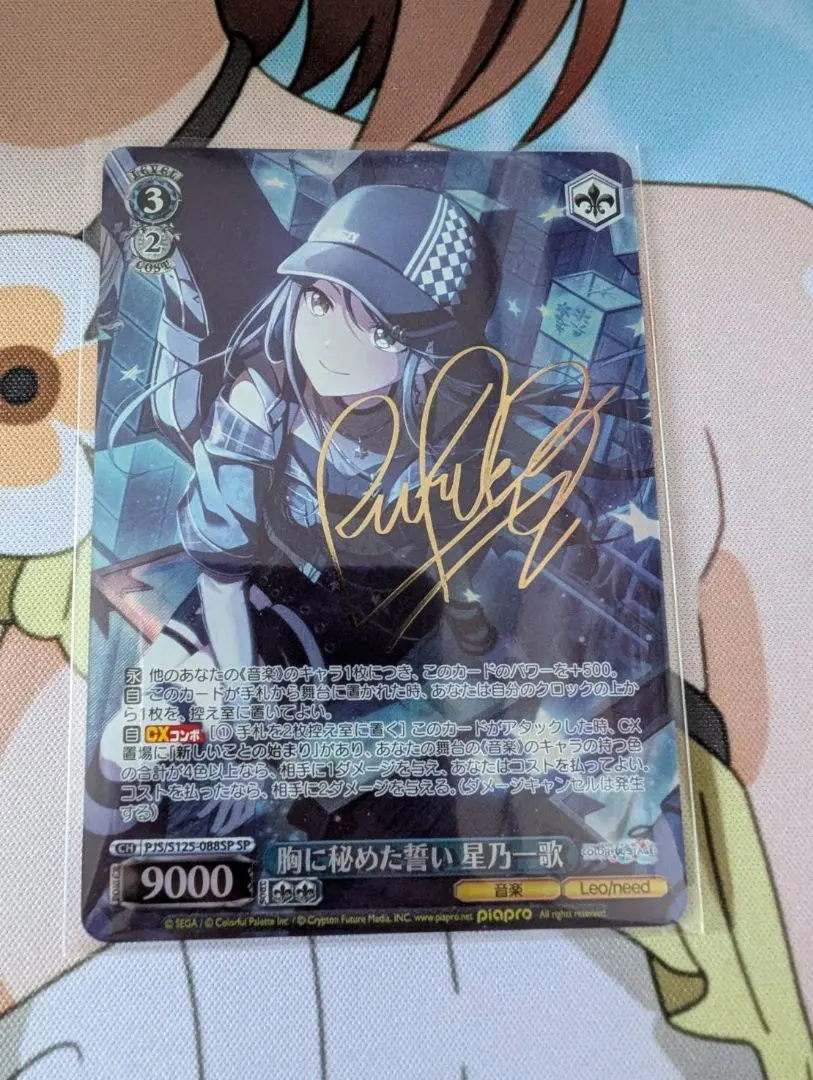 LEVEL
3
2
COST
永 他のあなたの《音楽》のキャラ1枚につき、このカードのパワーを+500。
自 このカードが手札から舞台に置かれた時、あなたは自分のクロックの上か
ら1枚を、控え室に置いてよい。
自 CXコンボ [① 手札を2枚控え室に置く] このカードがアタックした時、CX
置場に「新しいことの始まり」があり、あなたの舞台の《音楽》のキャラの持つ色
の合計が4色以上なら、相手に1ダメージを与え、あなたはコストを払ってよい。
コストを払ったなら、相手に2ダメージを与える。(ダメージキャンセルは発生
する)
CH PJS/S125-088SP SP
胸に秘めた誓い 星乃一歌
COLORFUL STAGE!
POWER 9000 SOUL
音楽 Leo/need
© SEGA / © Colorful Palette Inc. / © Crypton Future Media, INC. www.piapro.net piapro All rights reserved.